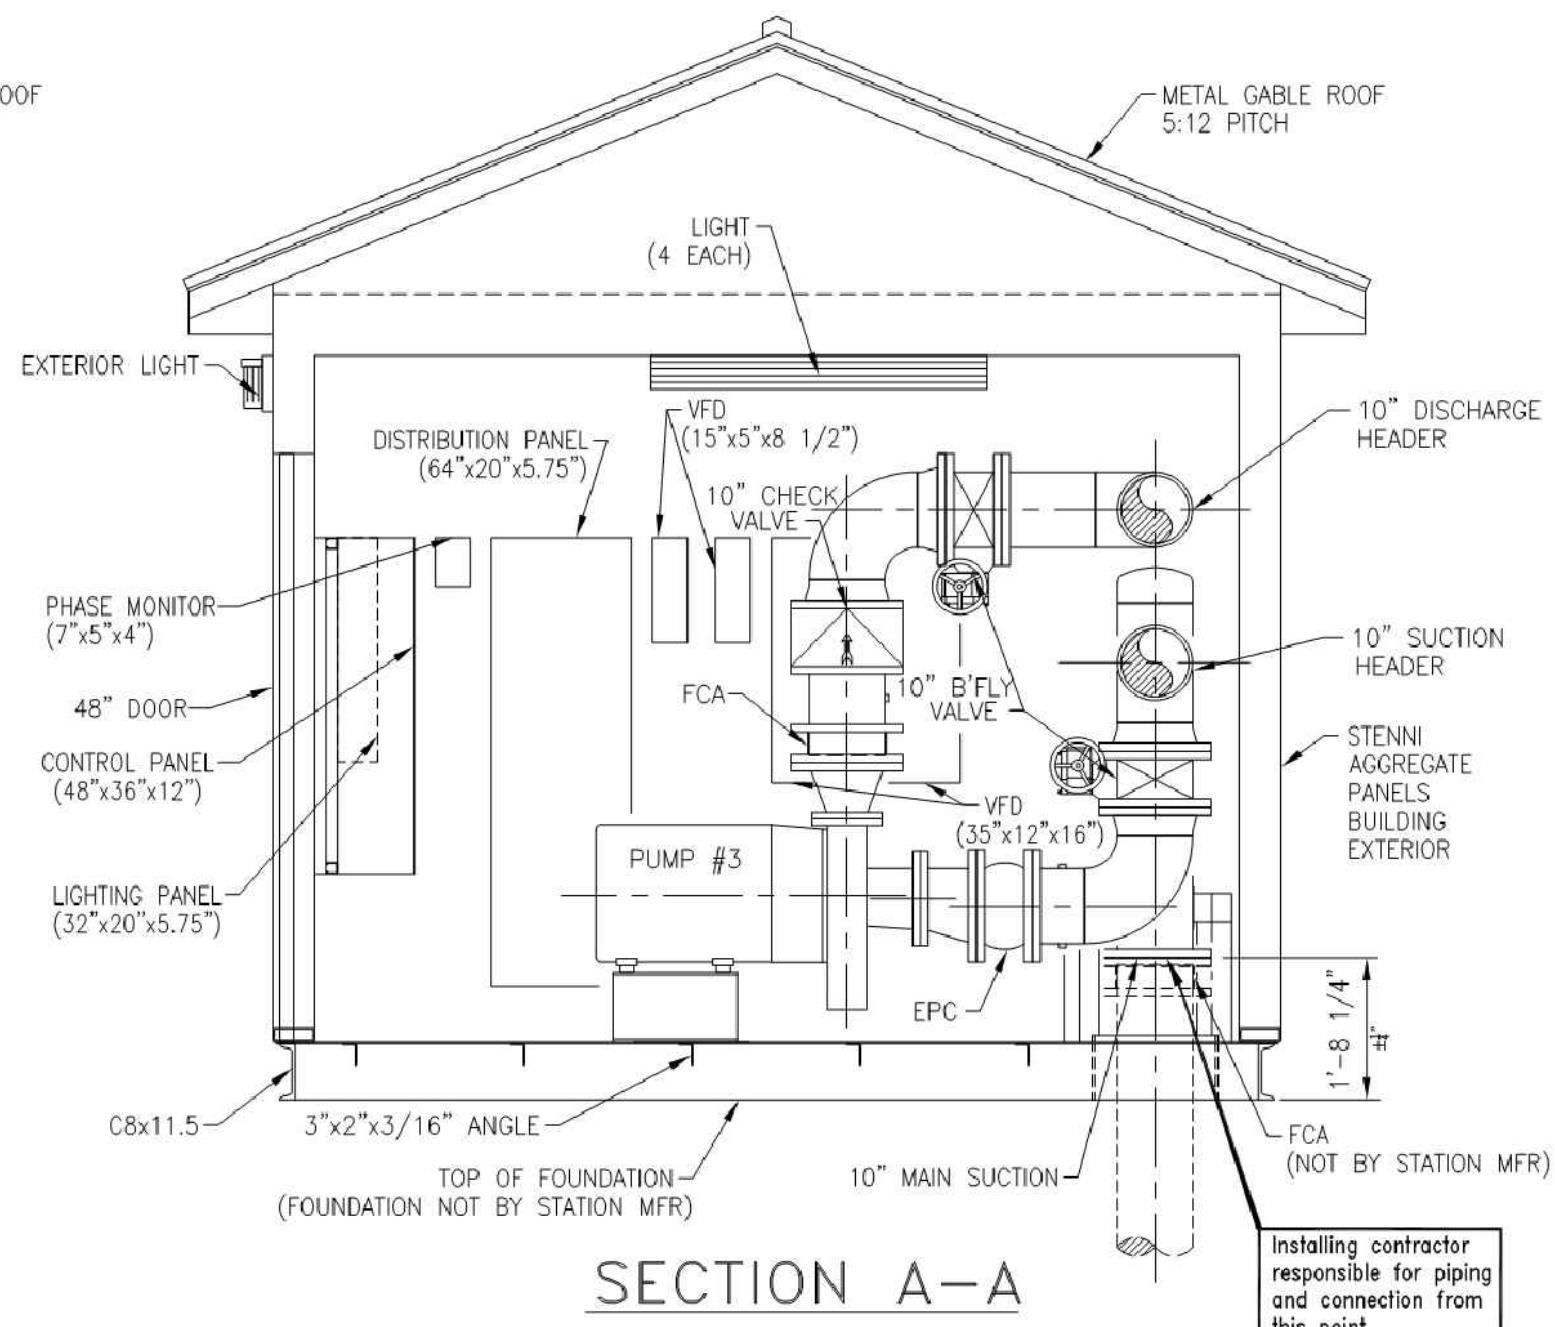 OOF
METAL GABLE ROOF
5:12 PITCH
LIGHT
(4 EACH)
EXTERIOR LIGHT
VFD
(15"x5"x8 1/2")
DISTRIBUTION PANEL
(64"x20"x5.75")
10" DISCHARGE
HEADER
10" CHECK
VALVE
PHASE MONITOR
(7"x5"x4")
10" SUCTION
HEADER
FCA
10" B'FLY
VALVE
48" DOOR
STENNI
AGGREGATE
PANELS
BUILDING
EXTERIOR
CONTROL PANEL
(48"x36"x12")
VFD
(35"x12"x16")
PUMP #3
LIGHTING PANEL
(32"x20"x5.75")
EPC
1'-8 1/4"
±¼"
C8x11.5
3"x2"x3/16" ANGLE
FCA
(NOT BY STATION MFR)
TOP OF FOUNDATION
(FOUNDATION NOT BY STATION MFR)
10" MAIN SUCTION
Installing contractor
responsible for piping
and connection from
this point
SECTION A-A